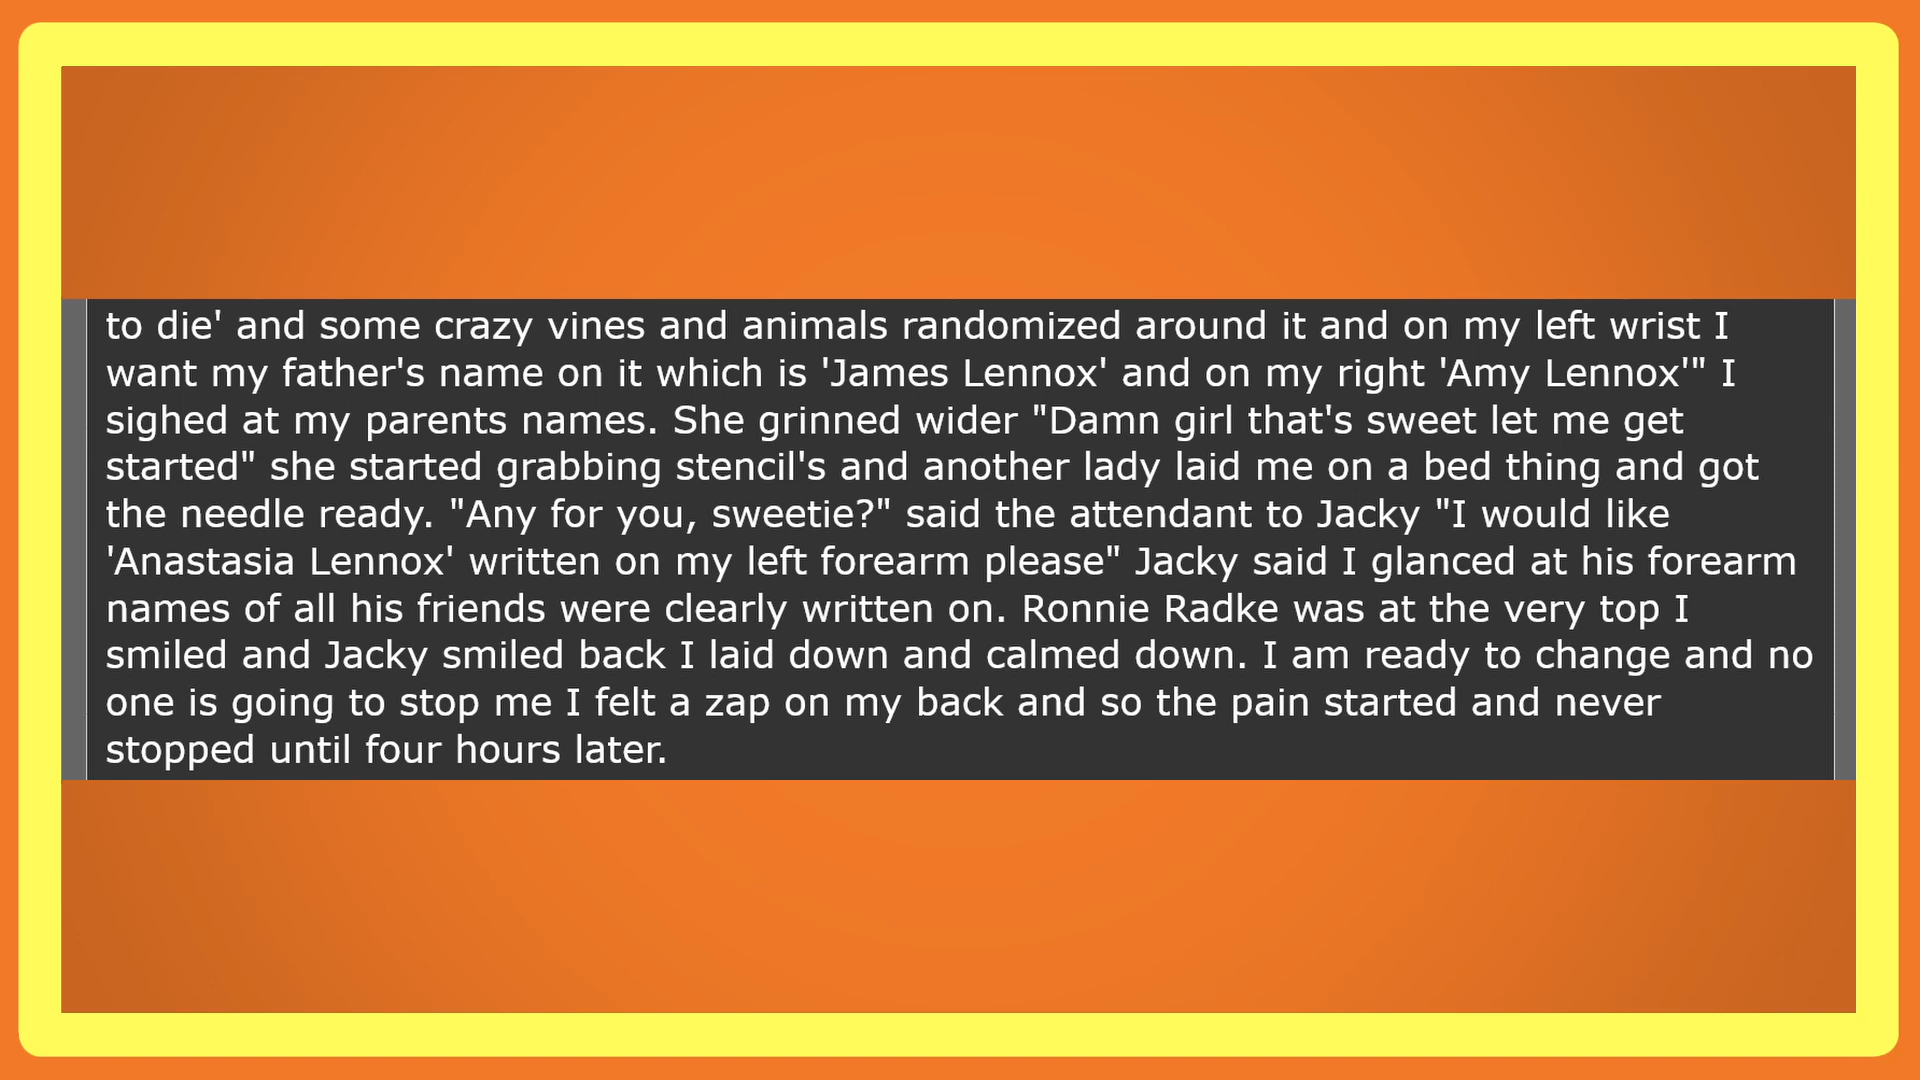 to die' and some crazy vines and animals randomized around it and on my left wrist I
want my father's name on it which is 'James Lennox' and on my right 'Amy Lennox'" I
sighed at my parents names. She grinned wider "Damn girl that's sweet let me get
started" she started grabbing stencil's and another lady laid me on a bed thing and got
the needle ready. "Any for you, sweetie?" said the attendant to Jacky "I would like
'Anastasia Lennox' written on my left forearm please" Jacky said I glanced at his forearm
names of all his friends were clearly written on. Ronnie Radke was at the very top I
smiled and Jacky smiled back I laid down and calmed down. I am ready to change and no
one is going to stop me I felt a zap on my back and so the pain started and never
stopped until four hours later.